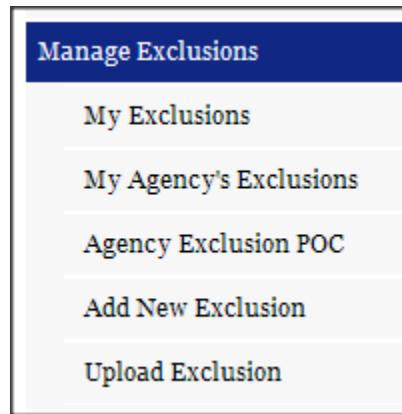 Manage Exclusions
My Exclusions
My Agency's Exclusions
Agency Exclusion POC
Add New Exclusion
Upload Exclusion